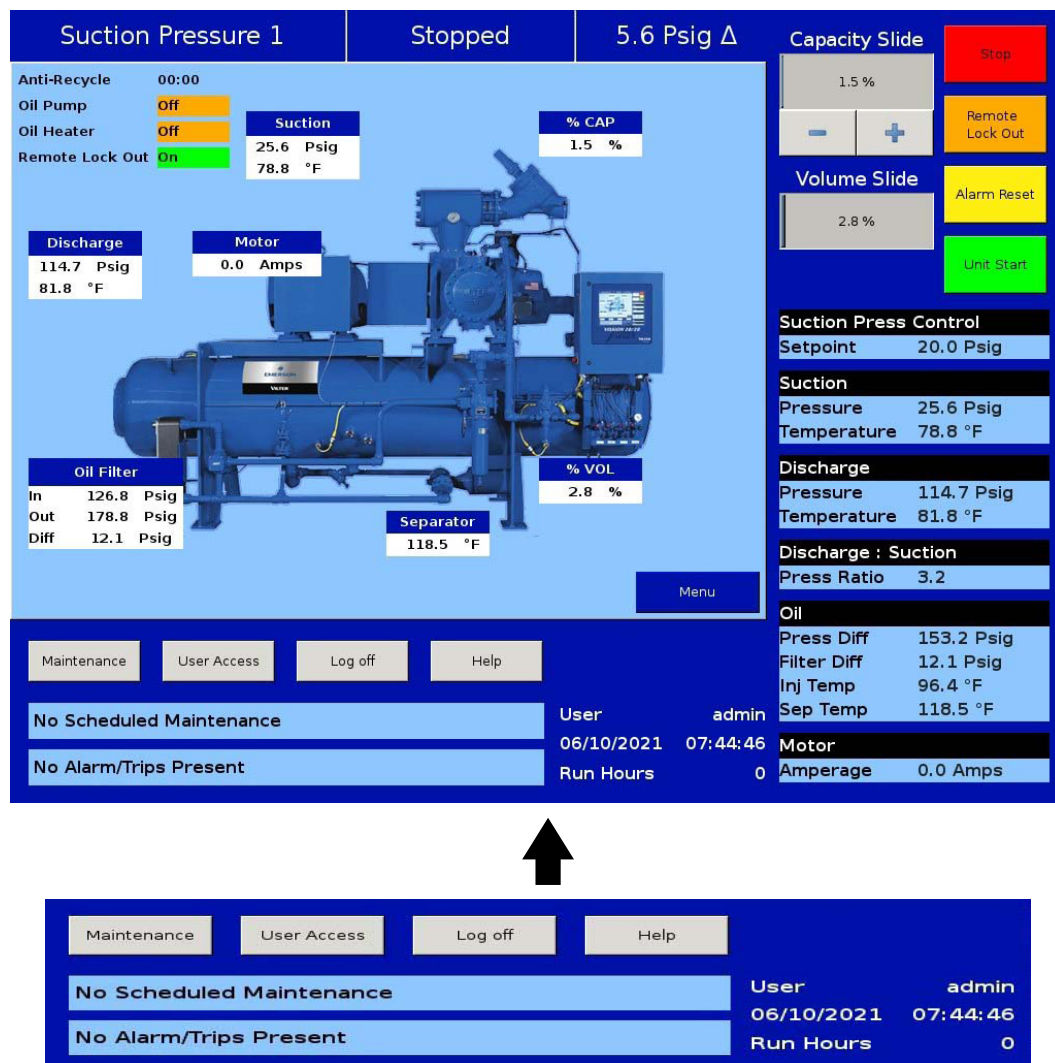 Suction Pressure 1 Stopped 5.6 Psig Δ
Anti-Recycle 00:00
Oil Pump Off
Oil Heater Off
Remote Lock Out On
Suction
25.6 Psig
78.8 °F
% CAP
1.5 %
Discharge
114.7 Psig
81.8 °F
Motor
0.0 Amps
EMERSON
VILTER
Oil Filter
In 126.8 Psig
Out 178.8 Psig
Diff 12.1 Psig
% VOL
2.8 %
Separator
118.5 °F
Menu
Capacity Slide
1.5 %
Volume Slide
2.8 %
Stop
Remote
Lock Out
Alarm Reset
Unit Start
Suction Press Control
Setpoint 20.0 Psig
Suction
Pressure 25.6 Psig
Temperature 78.8 °F
Discharge
Pressure 114.7 Psig
Temperature 81.8 °F
Discharge : Suction
Press Ratio 3.2
Oil
Press Diff 153.2 Psig
Filter Diff 12.1 Psig
Inj Temp 96.4 °F
Sep Temp 118.5 °F
Motor
Amperage 0.0 Amps
Maintenance User Access Log off Help
No Scheduled Maintenance
No Alarm/Trips Present
User admin
06/10/2021 07:44:46
Run Hours 0
Maintenance User Access Log off Help
No Scheduled Maintenance
No Alarm/Trips Present
User admin
06/10/2021 07:44:46
Run Hours 0